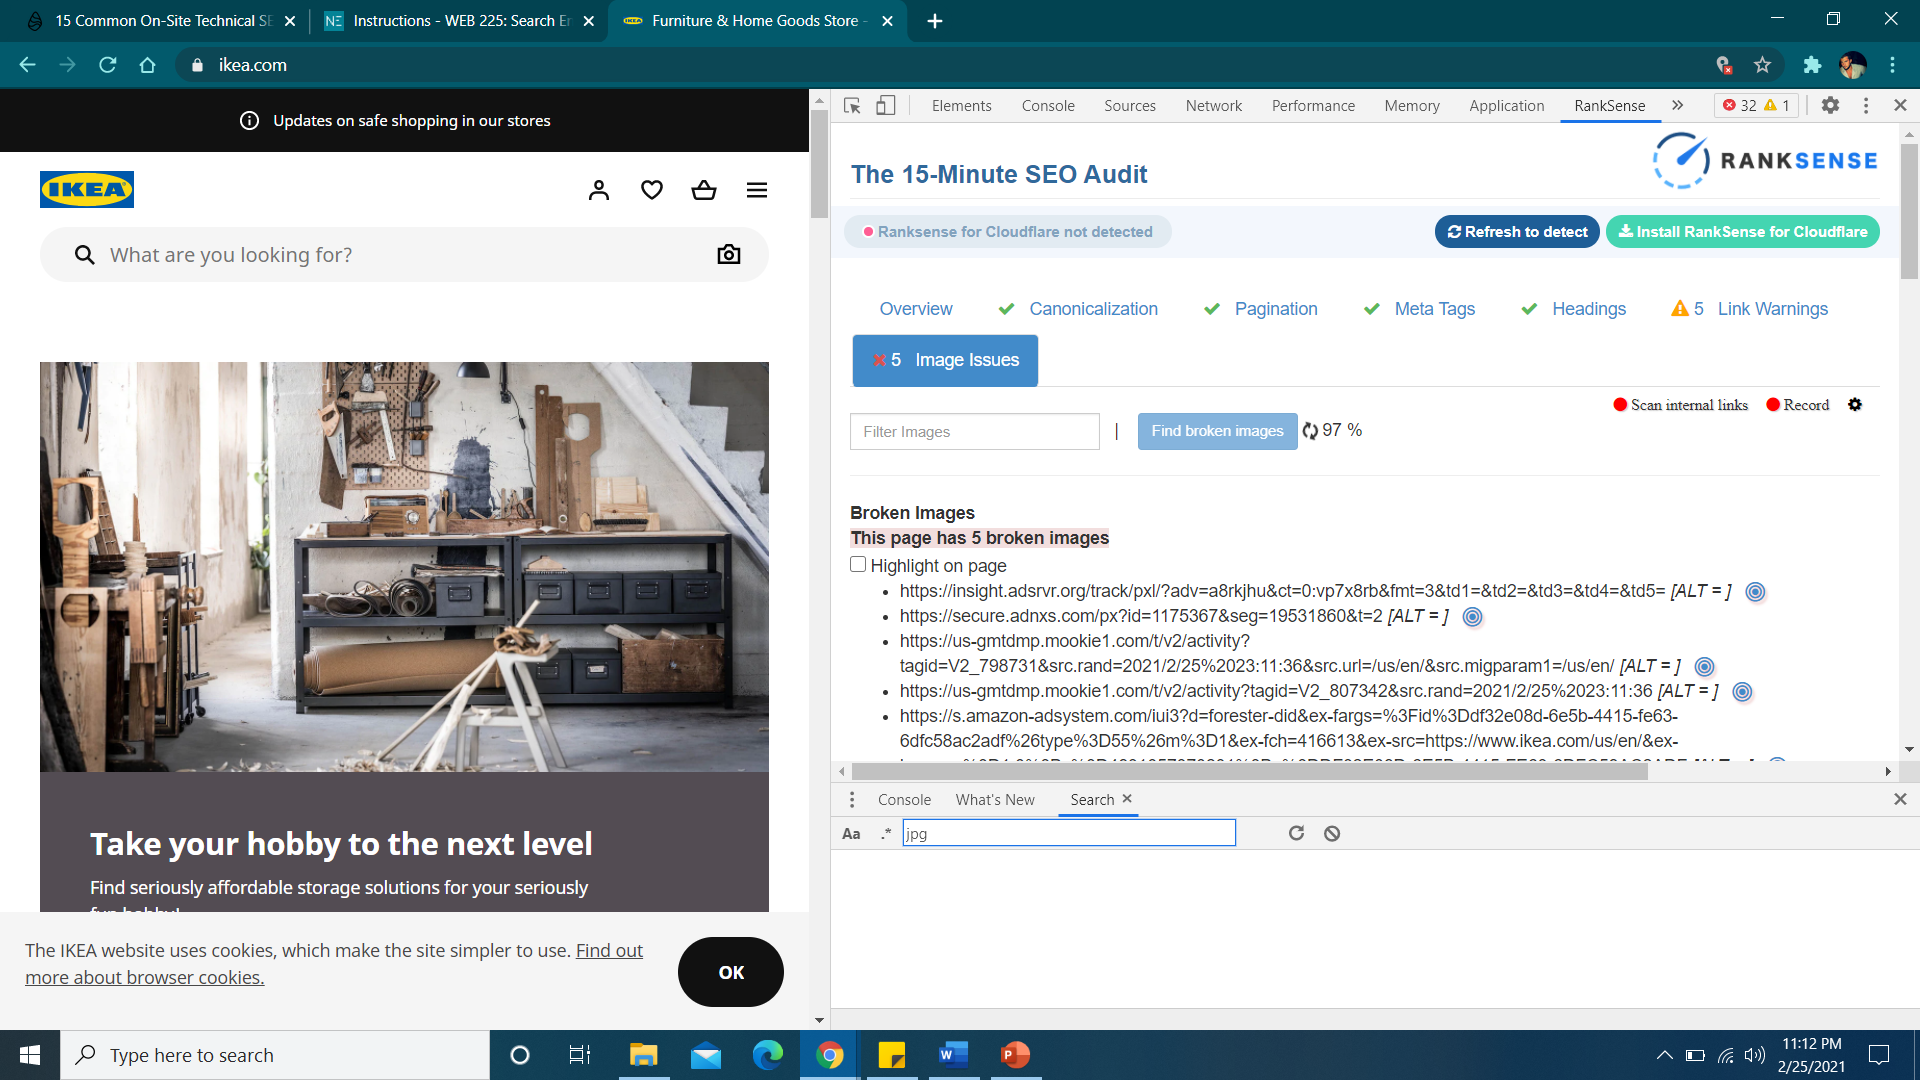 15 Common On-Site Technical SE
Instructions - WEB 225: Search En
Furniture & Home Goods Store -
ikea.com
Updates on safe shopping in our stores
IKEA
What are you looking for?
Take your hobby to the next level
Find seriously affordable storage solutions for your seriously
fun hobby!
The IKEA website uses cookies, which make the site simpler to use. Find out
more about browser cookies.
OK
Elements Console Sources Network Performance Memory Application RankSense 32 1
The 15-Minute SEO Audit
RANKSENSE
Ranksense for Cloudflare not detected
Refresh to detect
Install RankSense for Cloudflare
Overview Canonicalization Pagination Meta Tags Headings 5 Link Warnings
5 Image Issues
Scan internal links Record
Filter Images | Find broken images 97 %
Broken Images
This page has 5 broken images
Highlight on page
https://insight.adsrvr.org/track/pxl/?adv=a8rkjhu&ct=0:vp7x8rb&fmt=3&td1=&td2=&td3=&td4=&td5= [ALT = ]
https://secure.adnxs.com/px?id=1175367&seg=19531860&t=2 [ALT = ]
https://us-gmtdmp.mookie1.com/t/v2/activity?
tagid=V2_798731&src.rand=2021/2/25%2023:11:36&src.url=/us/en/&src.migparam1=/us/en/ [ALT = ]
https://us-gmtdmp.mookie1.com/t/v2/activity?tagid=V2_807342&src.rand=2021/2/25%2023:11:36 [ALT = ]
https://s.amazon-adsystem.com/iui3?d=forester-did&ex-fargs=%3Fid%3Ddf32e08d-6e5b-4415-fe63-
6dfc58ac2adf%26type%3D55%26m%3D1&ex-fch=416613&ex-src=https://www.ikea.com/us/en/&ex-
Console What's New Search
Aa .* jpg
Type here to search
11:12 PM
2/25/2021